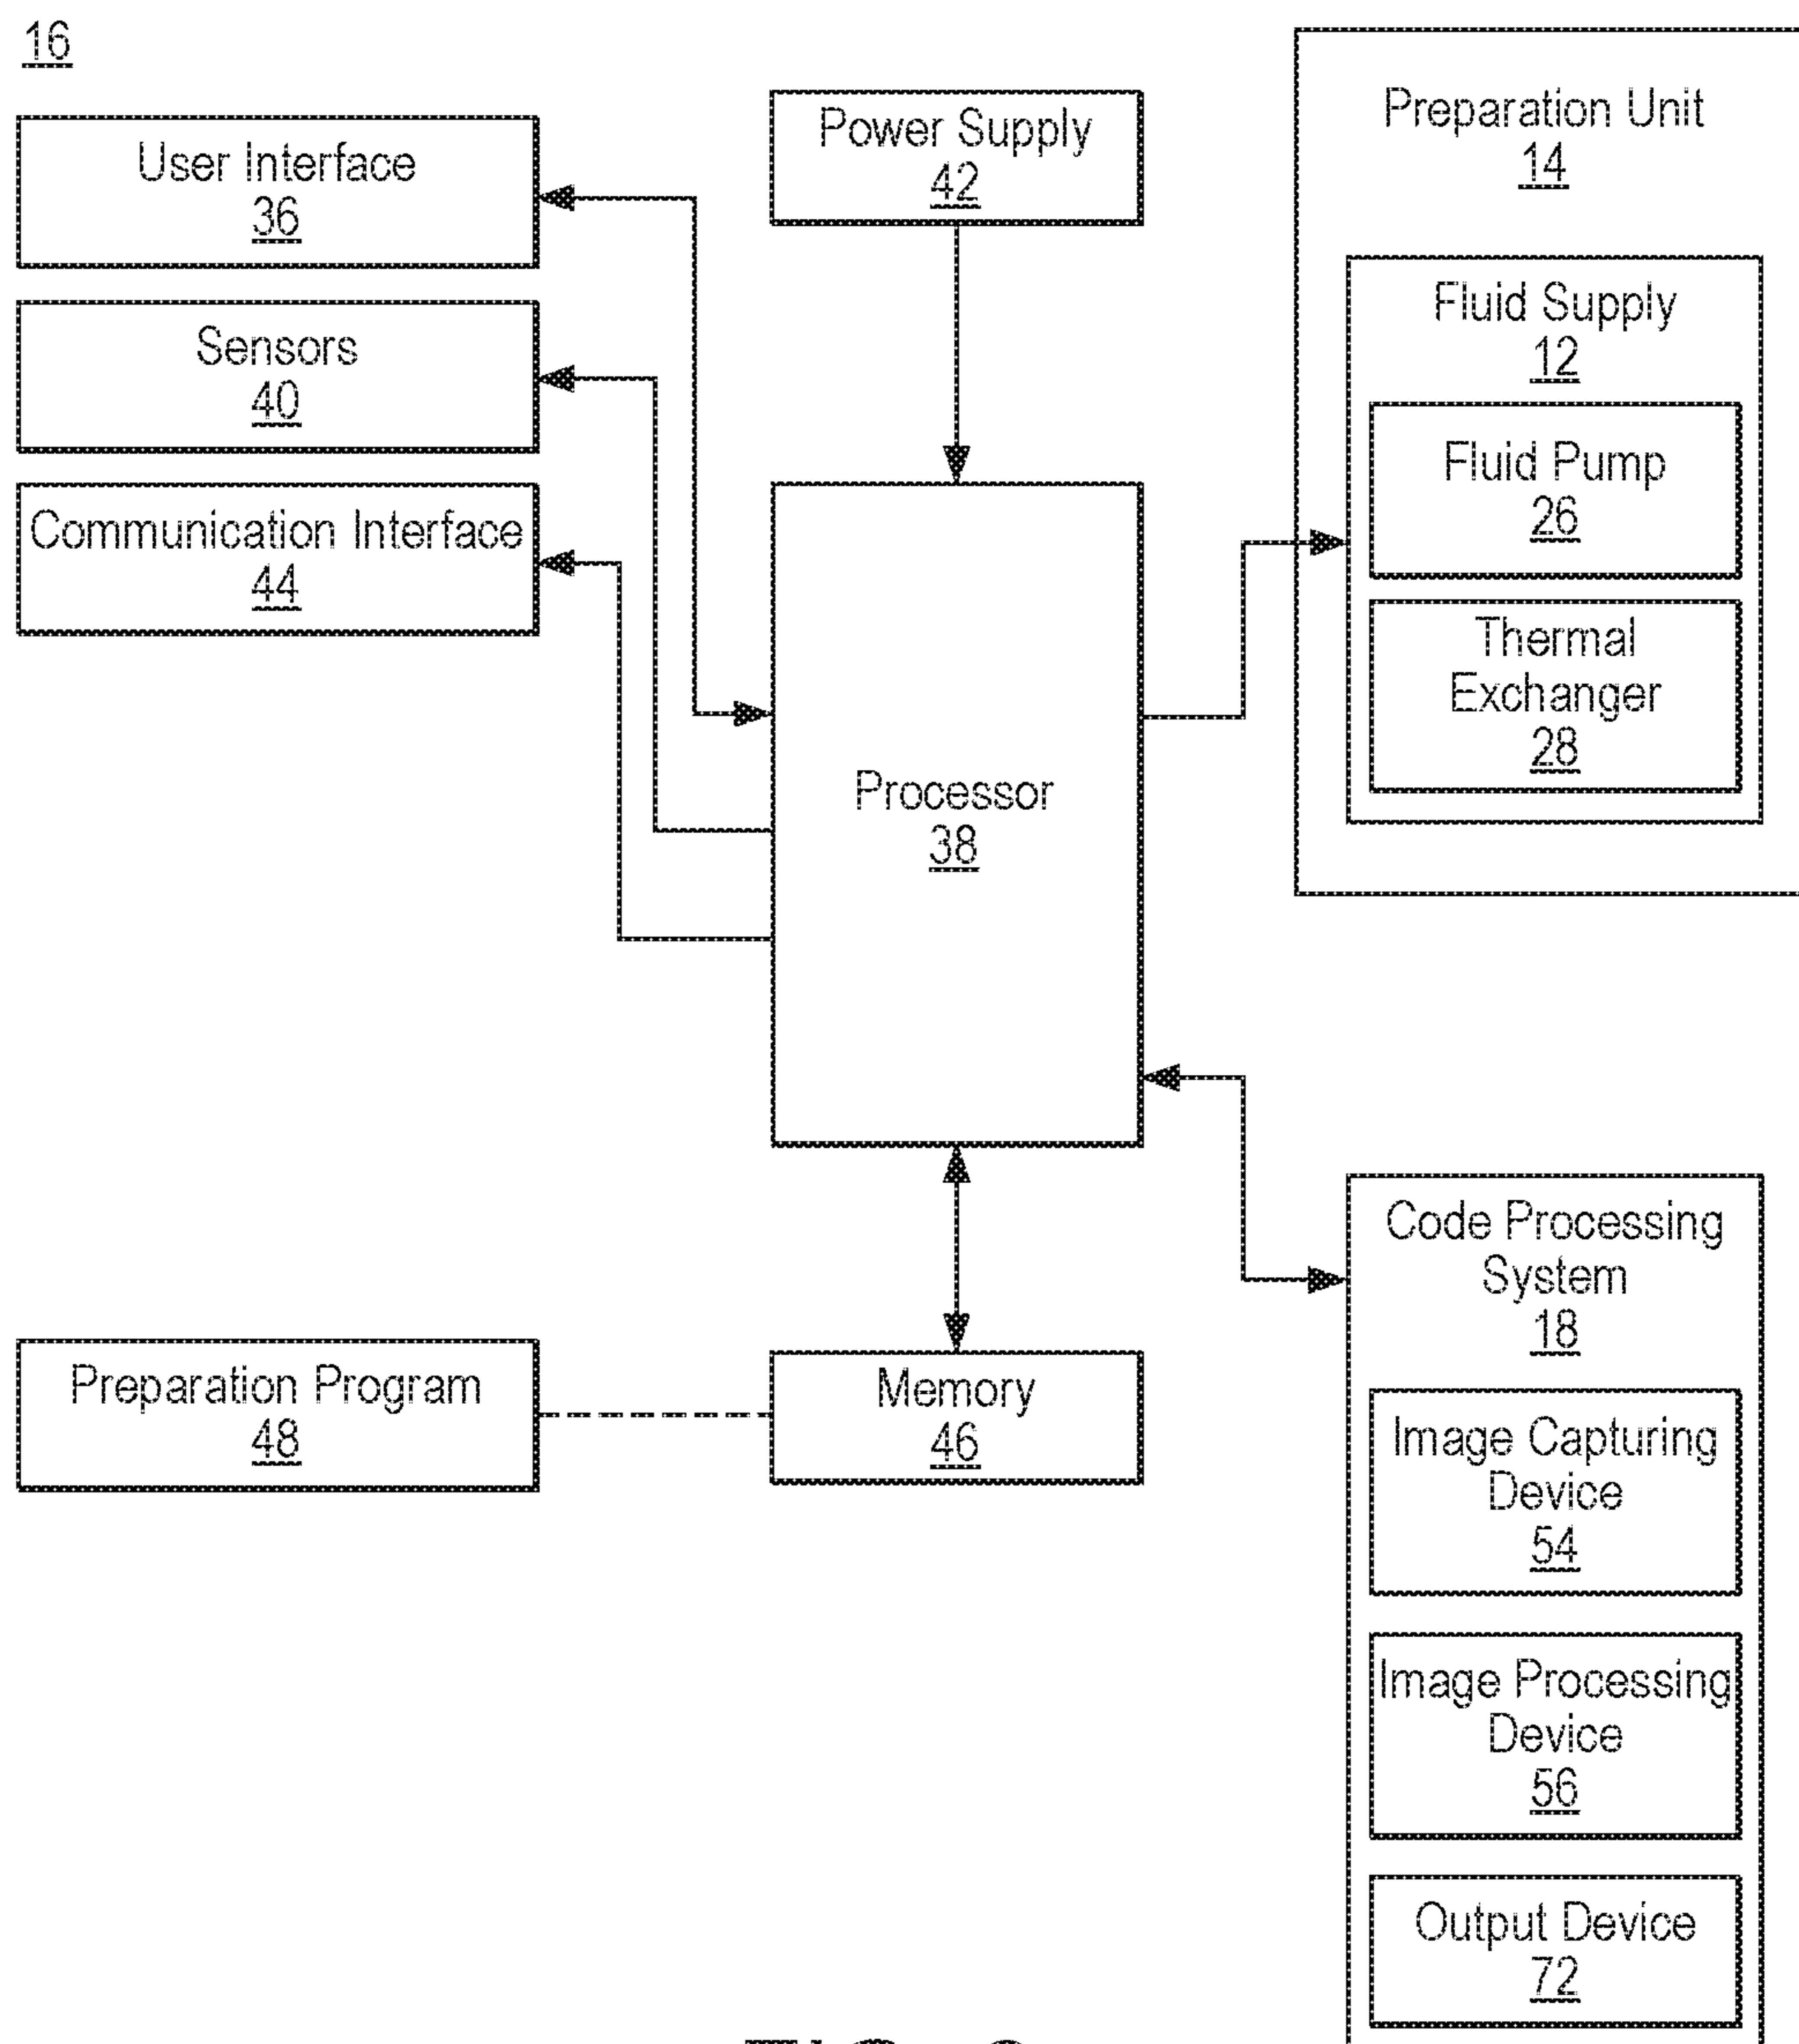 16
User Interface
36
Sensors
40
Communication Interface
44
Power Supply
42
Processor
38
Preparation Unit
14
Fluid Supply
12
Fluid Pump
26
Thermal
Exchanger
28
Preparation Program
48
Memory
46
Code Processing
System
18
Image Capturing
Device
54
Image Processing
Device
56
Output Device
72